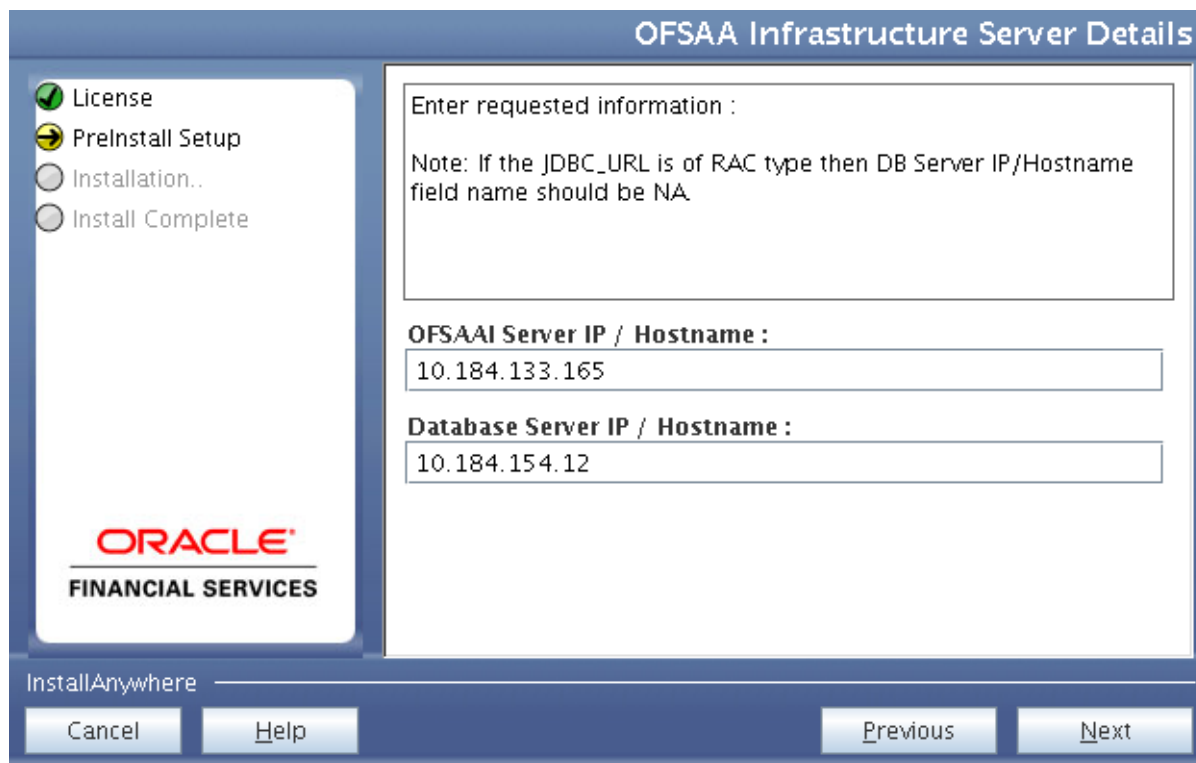 OFSAA Infrastructure Server Details
License
PreInstall Setup
Installation..
Install Complete
ORACLE
FINANCIAL SERVICES
Enter requested information :
Note: If the JDBC_URL is of RAC type then DB Server IP/Hostname
field name should be NA.
OFSAAI Server IP / Hostname :
10.184.133.165
Database Server IP / Hostname :
10.184.154.12
InstallAnywhere
Cancel
Help
Previous
Next